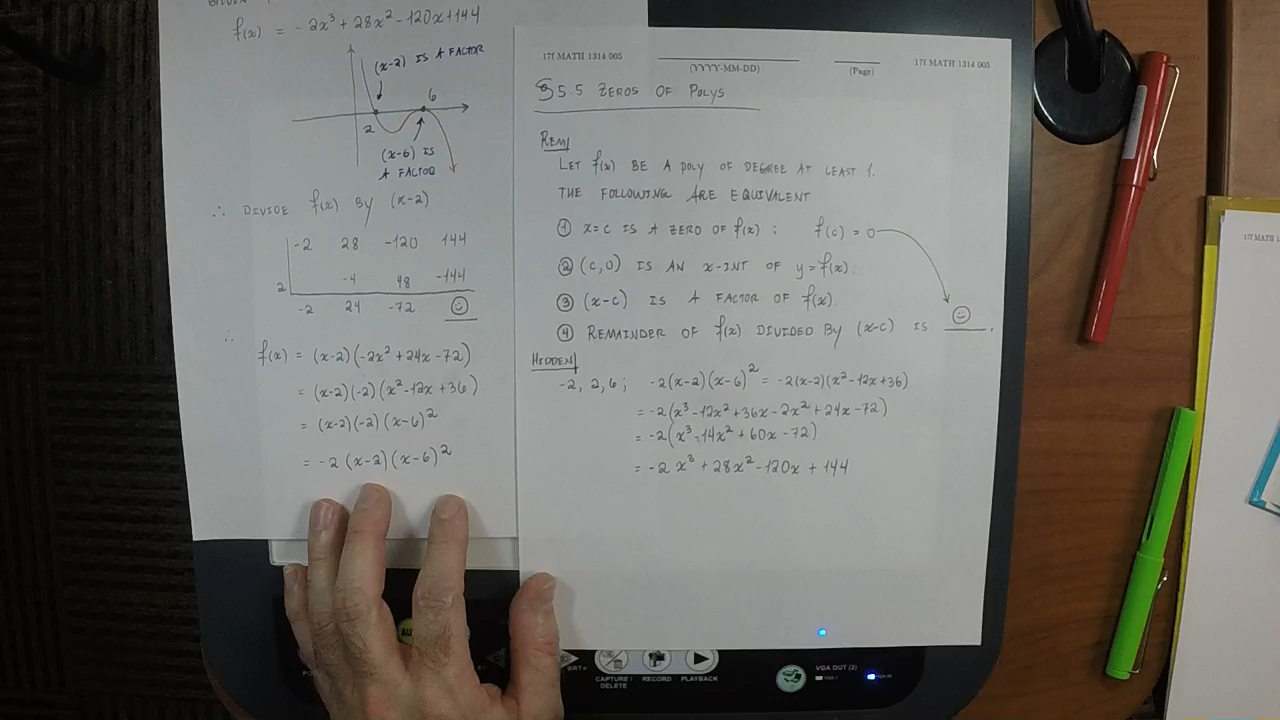 f(x) = -2x³ + 28x² - 120x + 144
(x-2) IS A FACTOR
6
2
(x-6) IS
A FACTOR
∴ DIVIDE f(x) BY (x-2)
-2 28 -120 144
2 -4 48 -144
-2 24 -72 ☺
∴
f(x) = (x-2)(-2x² + 24x - 72)
= (x-2)(-2)(x² - 12x + 36)
= (x-2)(-2)(x-6)²
= -2 (x-2)(x-6)²
17f MATH 1314 005
(YYYY-MM-DD)
(Page)
17f MATH 1314 005
§5.5 ZEROS OF POLYS
REM/
LET f(x) BE A POLY OF DEGREE AT LEAST 1.
THE FOLLOWING ARE EQUIVALENT
① x=c IS A ZERO OF f(x) : f(c) = 0
② (c,0) IS AN x-INT OF y=f(x).
③ (x-c) IS A FACTOR OF f(x).
④ REMAINDER OF f(x) DIVIDED BY (x-c) IS ☺.
HIDDEN/
-2, 2, 6; -2(x-2)(x-6)² = -2(x-2)(x²-12x+36)
= -2(x³-12x²+36x-2x²+24x-72)
= -2(x³-14x²+60x-72)
= -2x³+28x²-120x+144
CAPTURE /
DELETE
RECORD
PLAYBACK
VGA OUT (2)
17f MATH